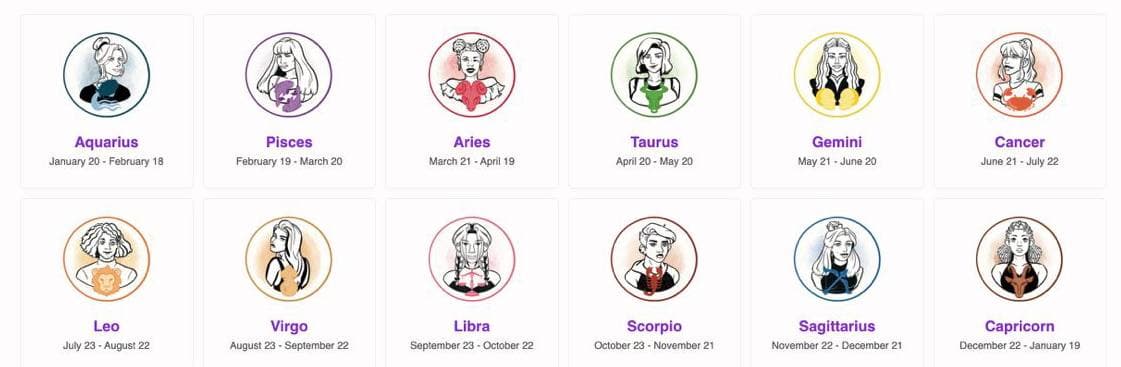 Aquarius
January 20 - February 18
Pisces
February 19 - March 20
Aries
March 21 - April 19
Taurus
April 20 - May 20
Gemini
May 21 - June 20
Cancer
June 21 - July 22
Leo
July 23 - August 22
Virgo
August 23 - September 22
Libra
September 23 - October 22
Scorpio
October 23 - November 21
Sagittarius
November 22 - December 21
Capricorn
December 22 - January 19